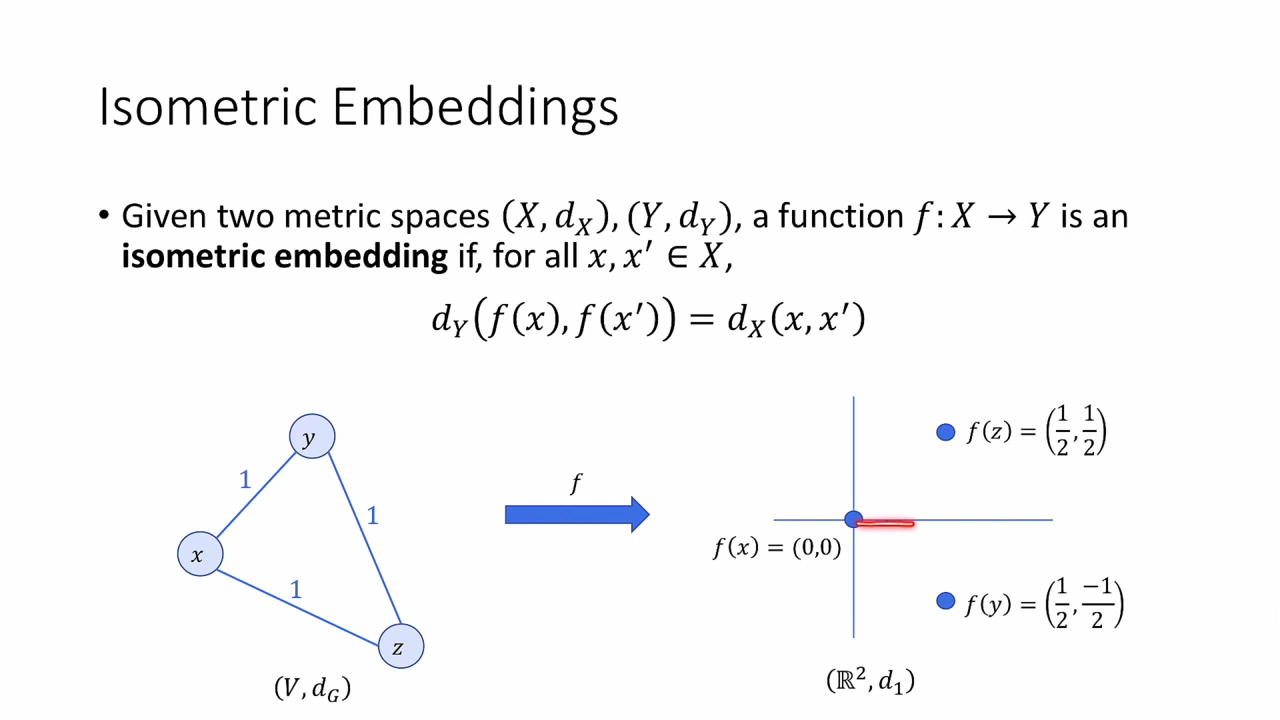 Isometric Embeddings
• Given two metric spaces (X, d_X), (Y, d_Y), a function f: X → Y is an
isometric embedding if, for all x, x′ ∈ X,
d_Y(f(x), f(x′)) = d_X(x, x′)
y
1
1
x
1
z
(V, d_G)
f
f(z) = (1/2, 1/2)
f(x) = (0,0)
f(y) = (1/2, −1/2)
(ℝ², d₁)